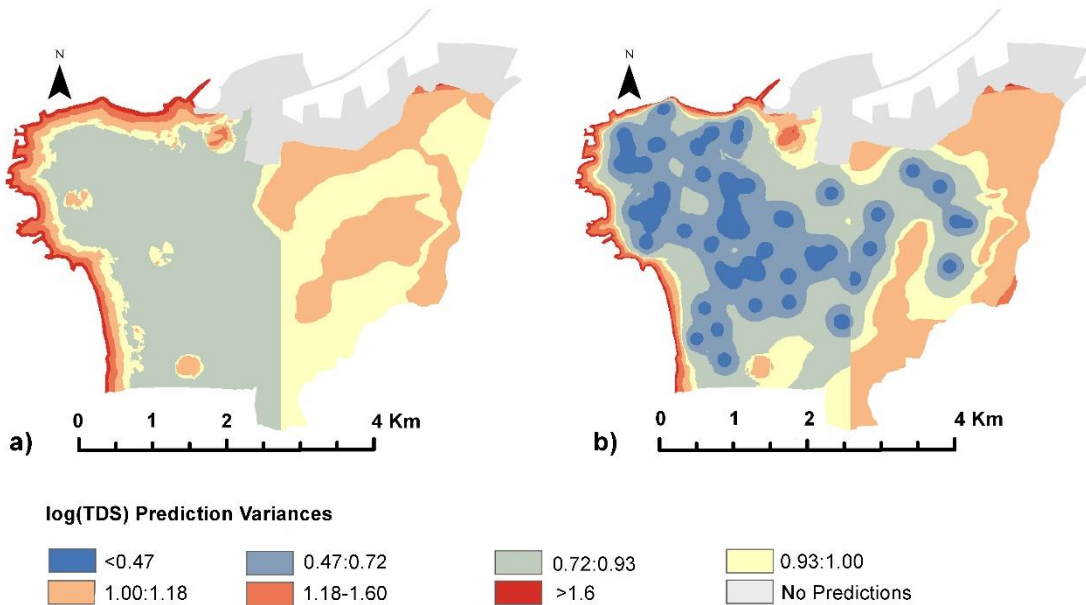 N
N
0 1 2 4 Km
a)
0 1 2 4 Km
b)
log(TDS) Prediction Variances
<0.47 0.47:0.72 0.72:0.93 0.93:1.00
1.00:1.18 1.18-1.60 >1.6 No Predictions